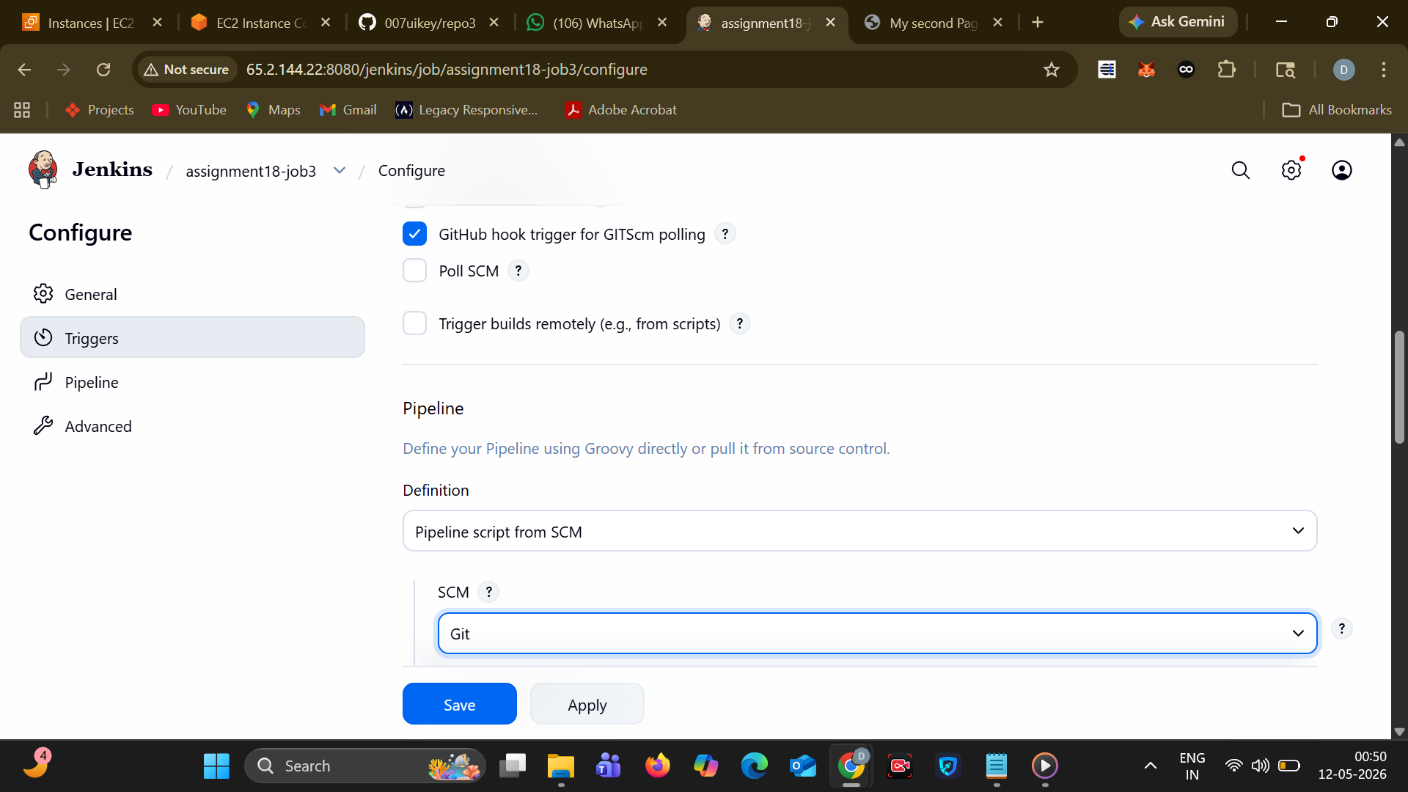 Instances | EC2
EC2 Instance Co
007uikey/repo3
(106) WhatsApp
assignment18-j
My second Pag
Ask Gemini
Not secure
65.2.144.22:8080/jenkins/job/assignment18-job3/configure
D
Projects
YouTube
Maps
Gmail
Legacy Responsive...
Adobe Acrobat
All Bookmarks
Jenkins / assignment18-job3 / Configure
Configure
General
Triggers
Pipeline
Advanced
GitHub hook trigger for GITScm polling ?
Poll SCM ?
Trigger builds remotely (e.g., from scripts) ?
Pipeline
Define your Pipeline using Groovy directly or pull it from source control.
Definition
Pipeline script from SCM
SCM ?
Git
?
Save
Apply
4
Search
D
ENG
IN
00:50
12-05-2026